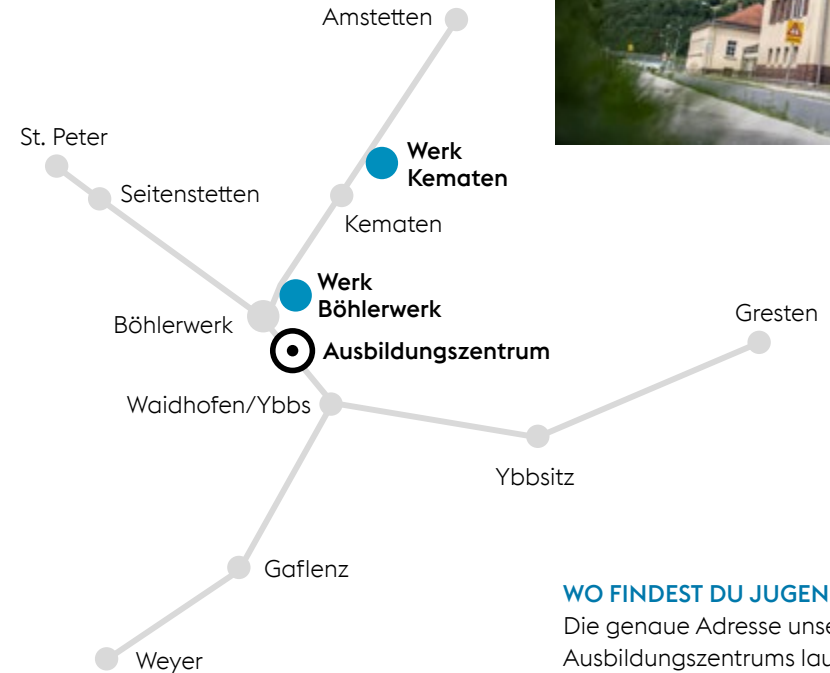 Amstetten
St. Peter
Werk
Kematen
Seitenstetten
Kematen
Werk
Böhlerwerk
Gresten
Böhlerwerk
Ausbildungszentrum
Waidhofen/Ybbs
Ybbsitz
Gaflenz
WO FINDEST DU JUGEN
Die genaue Adresse unse
Ausbildungszentrums lau
Weyer